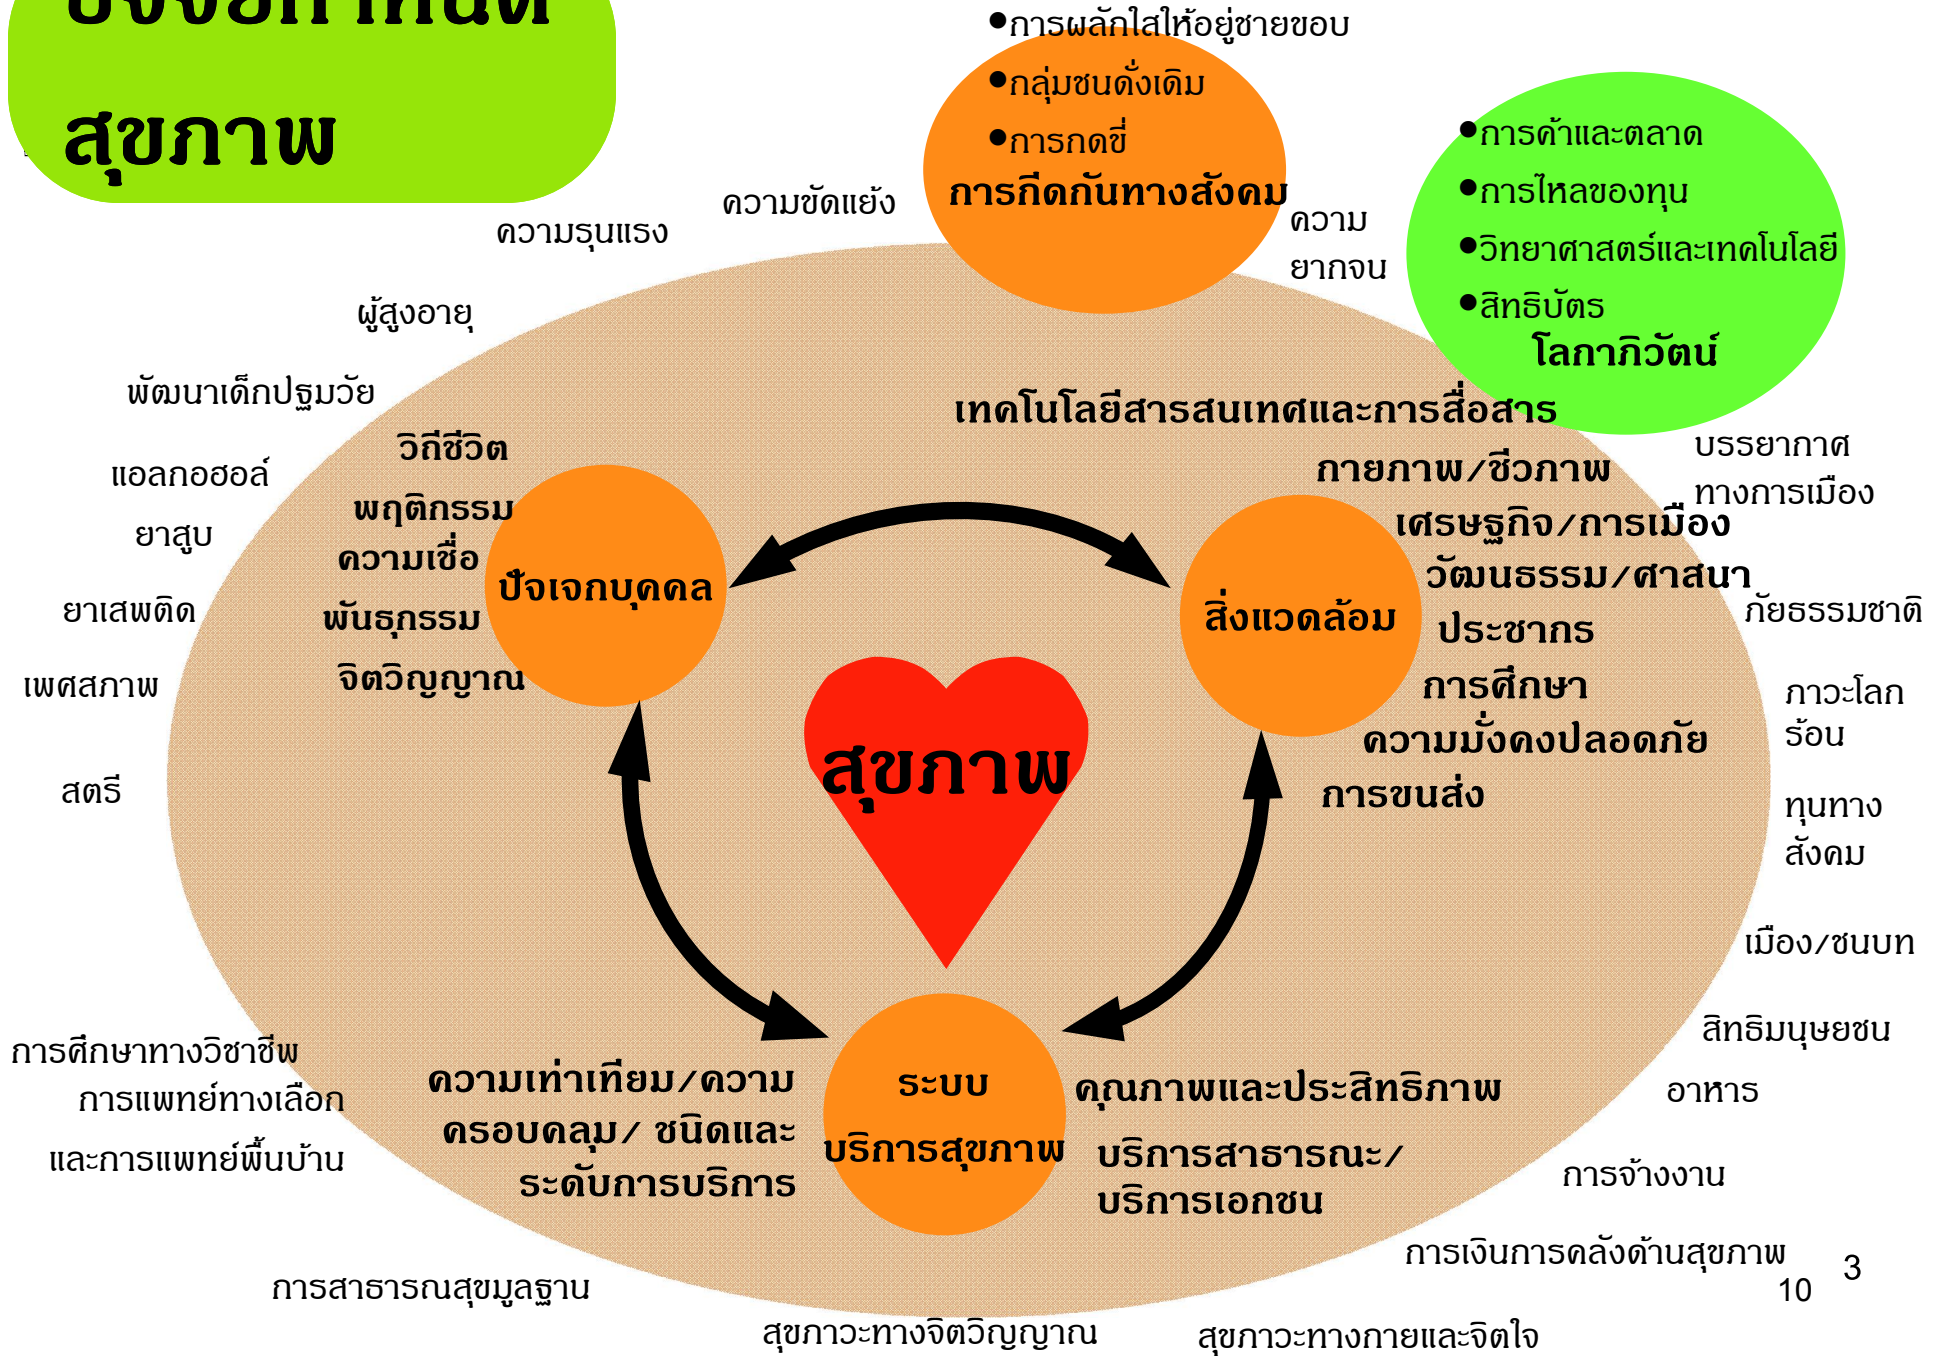 ปัจจัยกำหนด
สุขภาพ
•การผลักใสให้อยู่ชายขอบ
•กลุ่มชนดั่งเดิม
•การกดขี่
การกีดกันทางสังคม
•การค้าและตลาด
•การไหลของทุน
•วิทยาศาสตร์และเทคโนโลยี
•สิทธิบัตร
โลกาภิวัตน์
ความขัดแย้ง
ความรุนแรง
ความ
ยากจน
ผู้สูงอายุ
พัฒนาเด็กปฐมวัย
แอลกอฮอล์
ยาสูบ
ยาเสพติด
เพศสภาพ
สตรี
วิถีชีวิต
พฤติกรรม
ความเชื่อ
พันธุกรรม
จิตวิญญาณ
ปัจเจกบุคคล
เทคโนโลยีสารสนเทศและการสื่อสาร
กายภาพ/ชีวภาพ
เศรษฐกิจ/การเมือง
วัฒนธรรม/ศาสนา
ประชากร
การศึกษา
ความมั่งคงปลอดภัย
การขนส่ง
สิ่งแวดล้อม
บรรยากาศ
ทางการเมือง
ภัยธรรมชาติ
ภาวะโลก
ร้อน
ทุนทาง
สังคม
เมือง/ชนบท
สิทธิมนุษยชน
อาหาร
การจ้างงาน
การเงินการคลังด้านสุขภาพ
สุขภาพ
การศึกษาทางวิชาชีพ
การแพทย์ทางเลือก
และการแพทย์พื้นบ้าน
ความเท่าเทียม/ความ
ครอบคลุม/ ชนิดและ
ระดับการบริการ
ระบบ
บริการสุขภาพ
คุณภาพและประสิทธิภาพ
บริการสาธารณะ/
บริการเอกชน
การสาธารณสุขมูลฐาน
สุขภาวะทางจิตวิญญาณ
สุขภาวะทางกายและจิตใจ
3
10